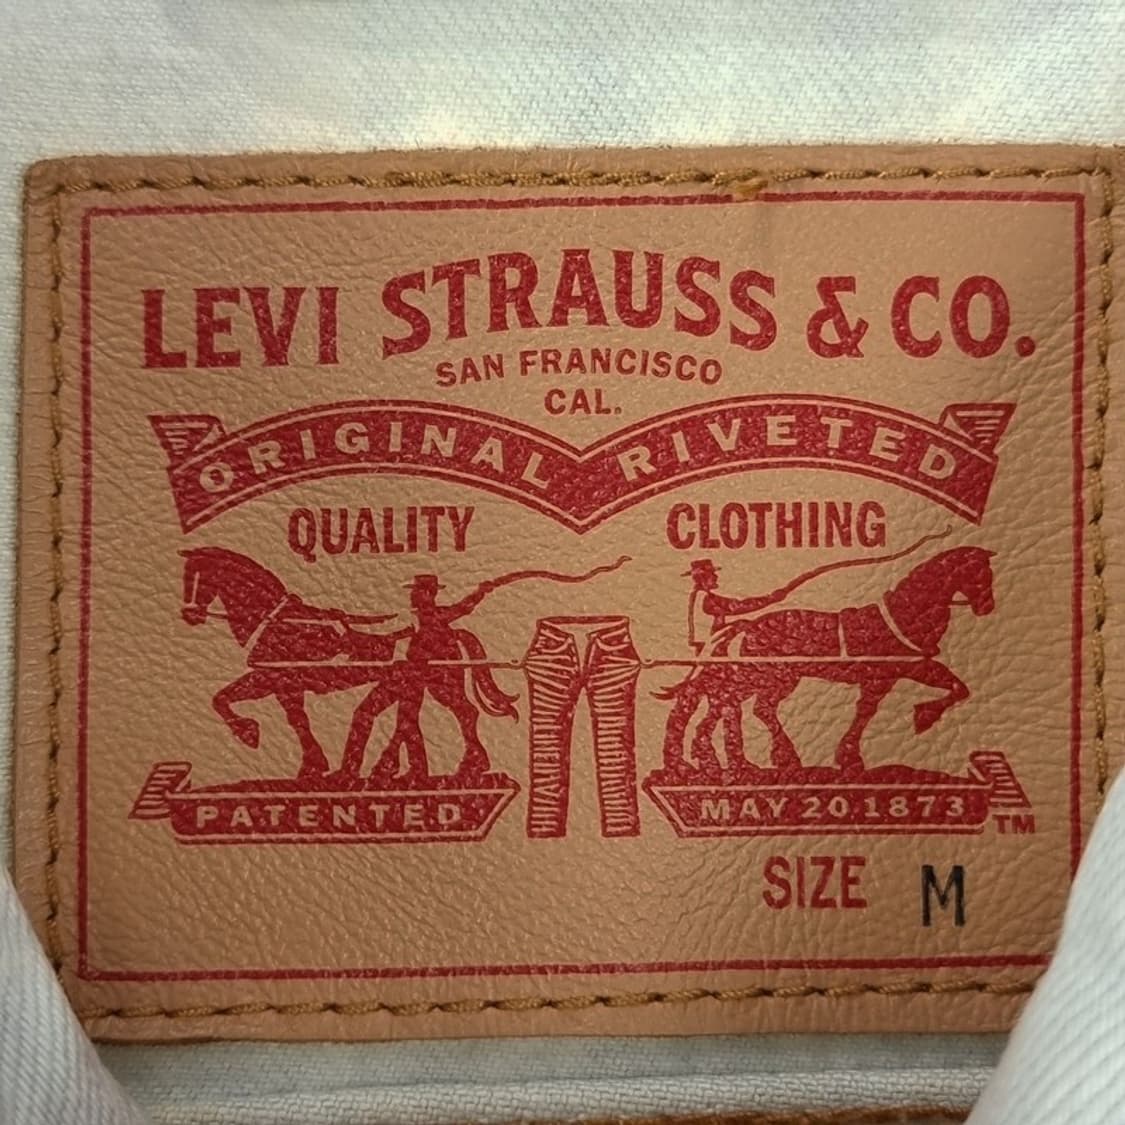 LEVI STRAUSS & CO.
SAN FRANCISCO
CAL.
ORIGINAL RIVETED
QUALITY CLOTHING
PATENTED MAY 20.1873 TM
SIZE M